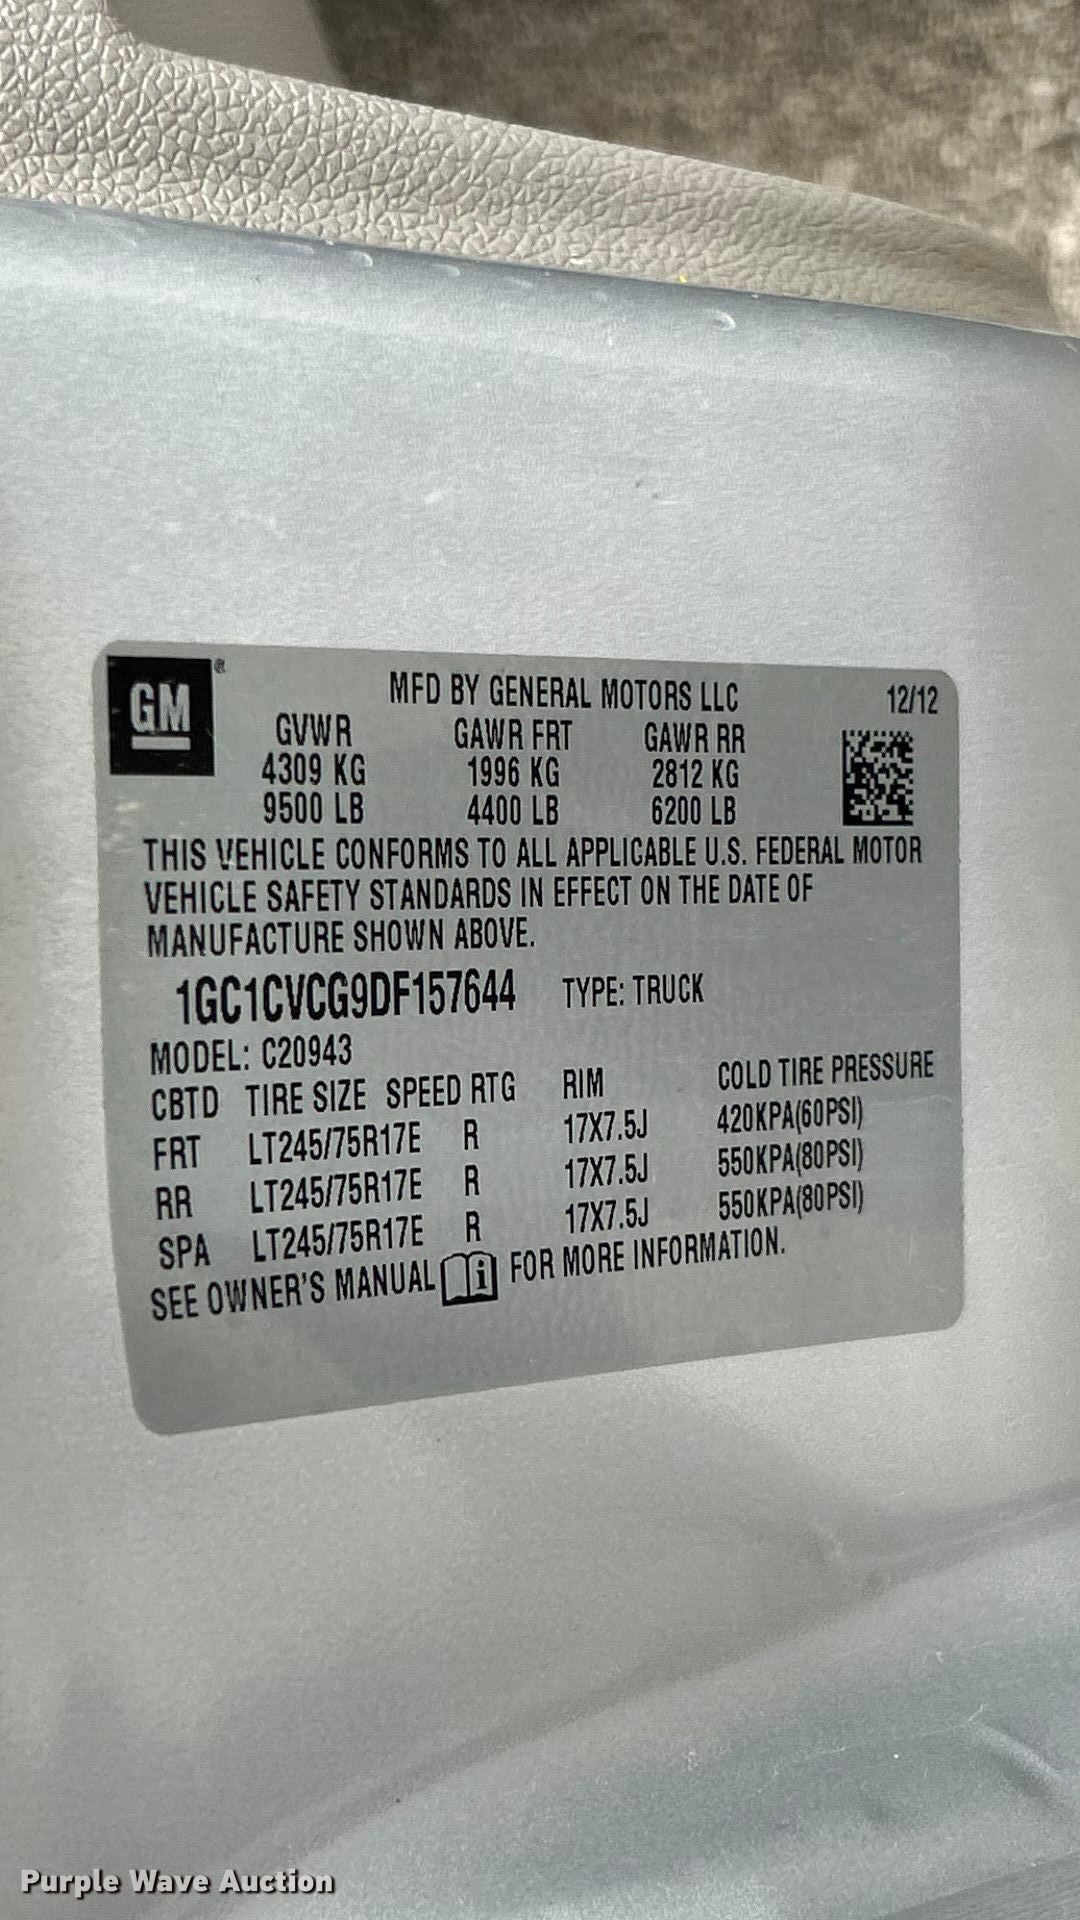 GM®
MFD BY GENERAL MOTORS LLC 12/12
GVWR GAWR FRT GAWR RR
4309 KG 1996 KG 2812 KG
9500 LB 4400 LB 6200 LB
THIS VEHICLE CONFORMS TO ALL APPLICABLE U.S. FEDERAL MOTOR
VEHICLE SAFETY STANDARDS IN EFFECT ON THE DATE OF
MANUFACTURE SHOWN ABOVE.
1GC1CVCG9DF157644 TYPE: TRUCK
MODEL: C20943
CBTD TIRE SIZE SPEED RTG RIM COLD TIRE PRESSURE
FRT LT245/75R17E R 17X7.5J 420KPA(60PSI)
RR LT245/75R17E R 17X7.5J 550KPA(80PSI)
SPA LT245/75R17E R 17X7.5J 550KPA(80PSI)
SEE OWNER'S MANUAL i FOR MORE INFORMATION.
Purple Wave Auction